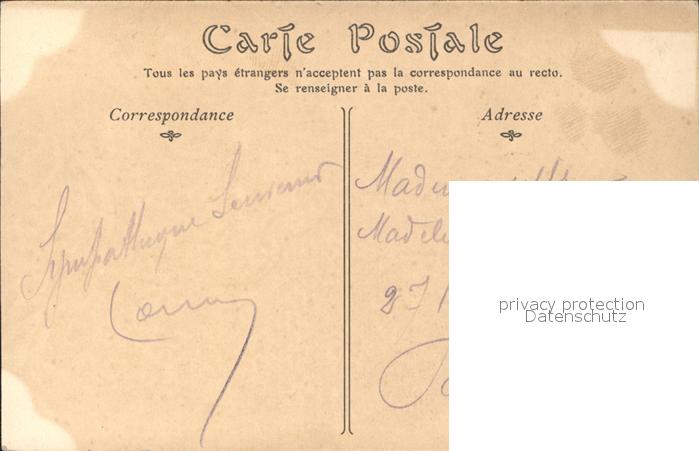 Carte Postale
Tous les pays étrangers n'acceptent pas la correspondance au recto.
Se renseigner à la poste.
Correspondance
Adresse
Sympathique Souvenir
privacy protection
Datenschutz